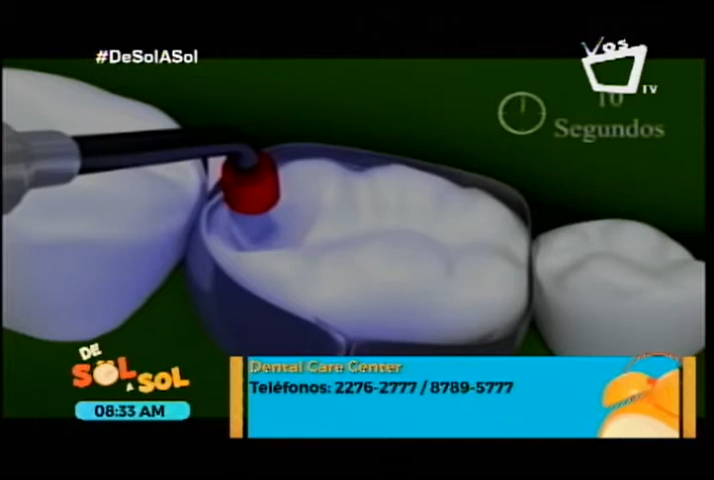 #DeSolASol
Vos
TV
10
Segundos
DE
SOL
A SOL
08:33 AM
Dental Care Center
Teléfonos: 2276-2777 / 8789-5777